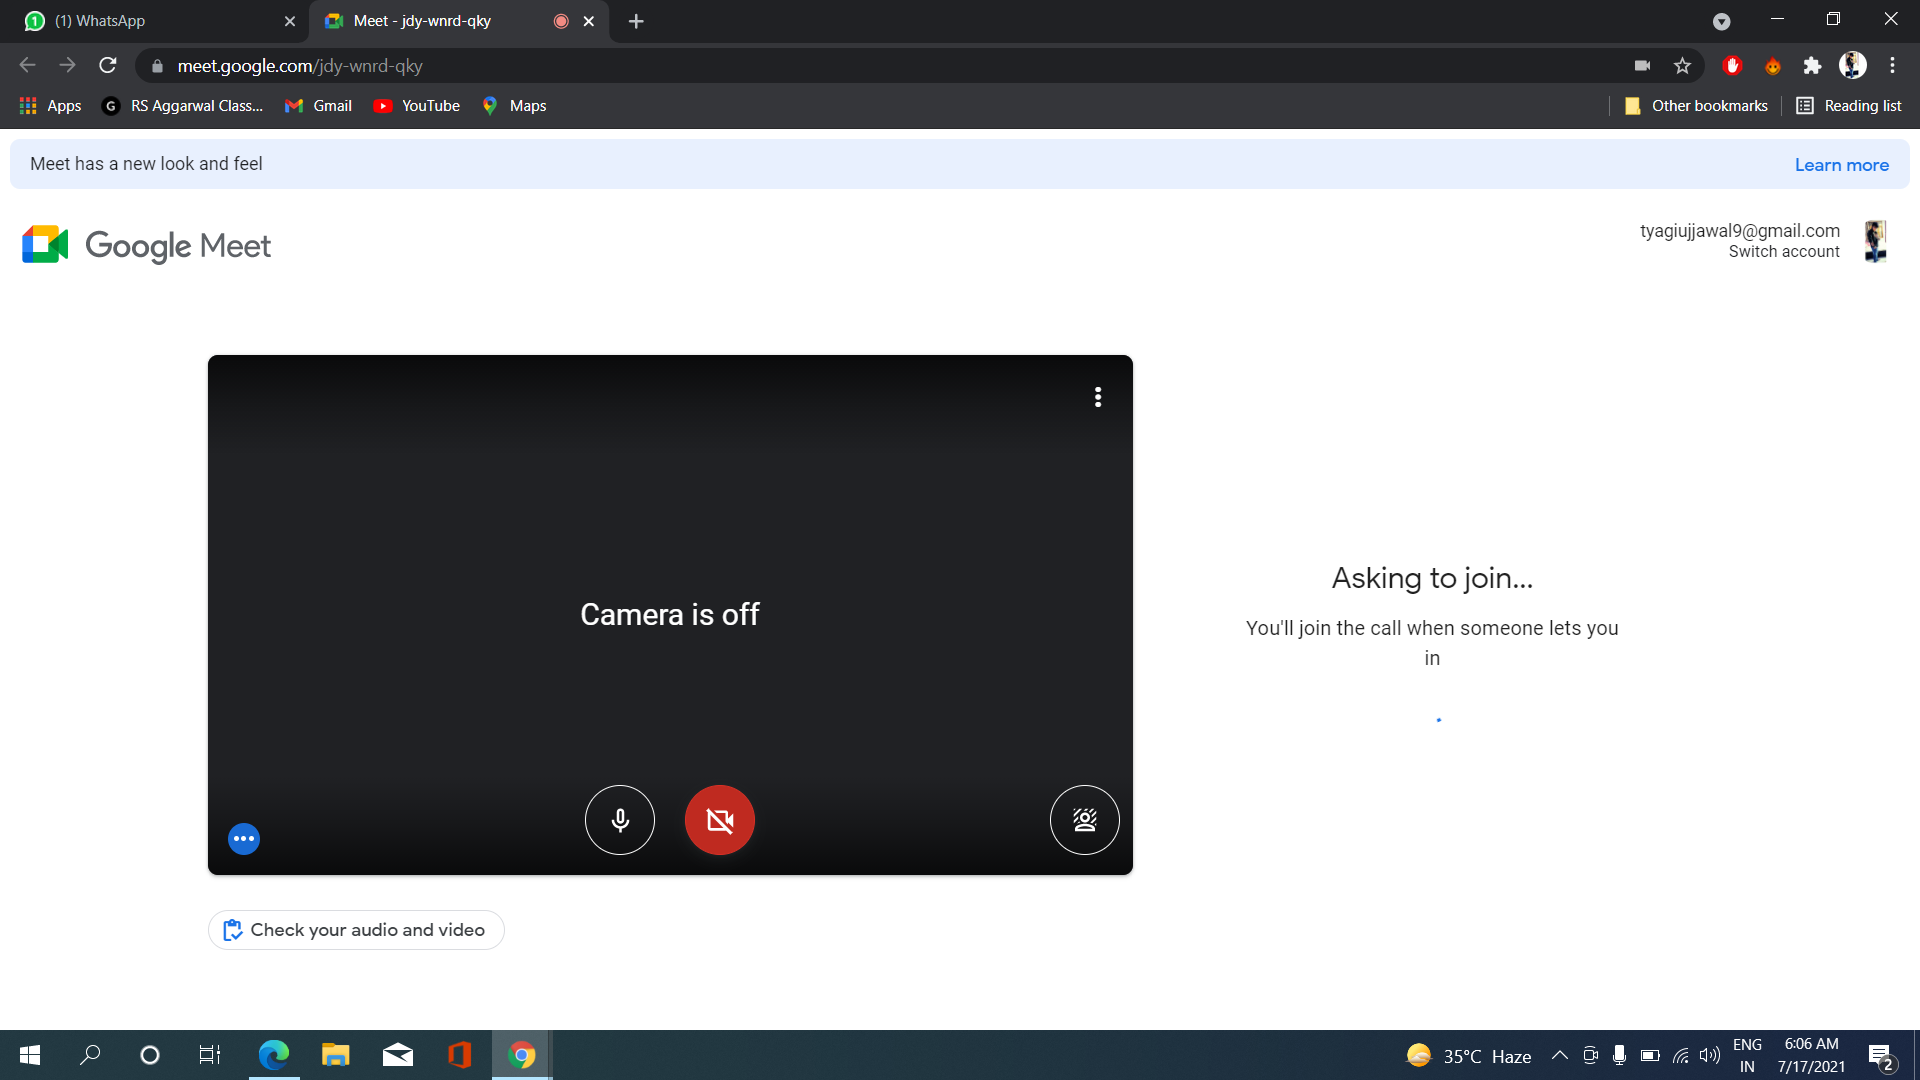 (1) WhatsApp
Meet - jdy-wnrd-qky
meet.google.com/jdy-wnrd-qky
Apps
RS Aggarwal Class...
Gmail
YouTube
Maps
Other bookmarks
Reading list
Meet has a new look and feel
Learn more
Google Meet
tyagiujjawal9@gmail.com
Switch account
Camera is off
Asking to join...
You'll join the call when someone lets you
in
Check your audio and video
35°C Haze
ENG
IN
6:06 AM
7/17/2021
2